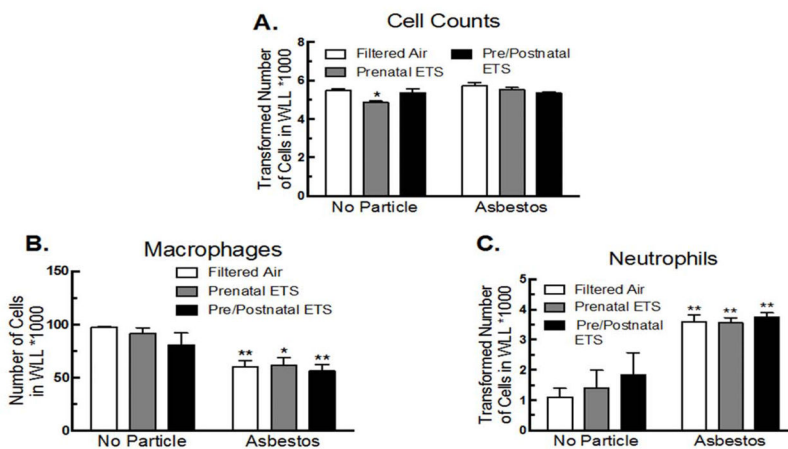 A.
Cell Counts
Transformed Number
of Cells in WLL *1000
8
6
4
2
0
Filtered Air
Prenatal ETS
Pre/Postnatal
ETS
*
No Particle
Asbestos
B.
Macrophages
Number of Cells
in WLL *1000
150
100
75
50
25
0
Filtered Air
Prenatal ETS
Pre/Postnatal ETS
**
*
**
No Particle
Asbestos
C.
Neutrophils
Transformed Number
of Cells in WLL *1000
5
4
3
2
1
0
Filtered Air
Prenatal ETS
Pre/Postnatal
ETS
**
**
**
No Particle
Asbestos